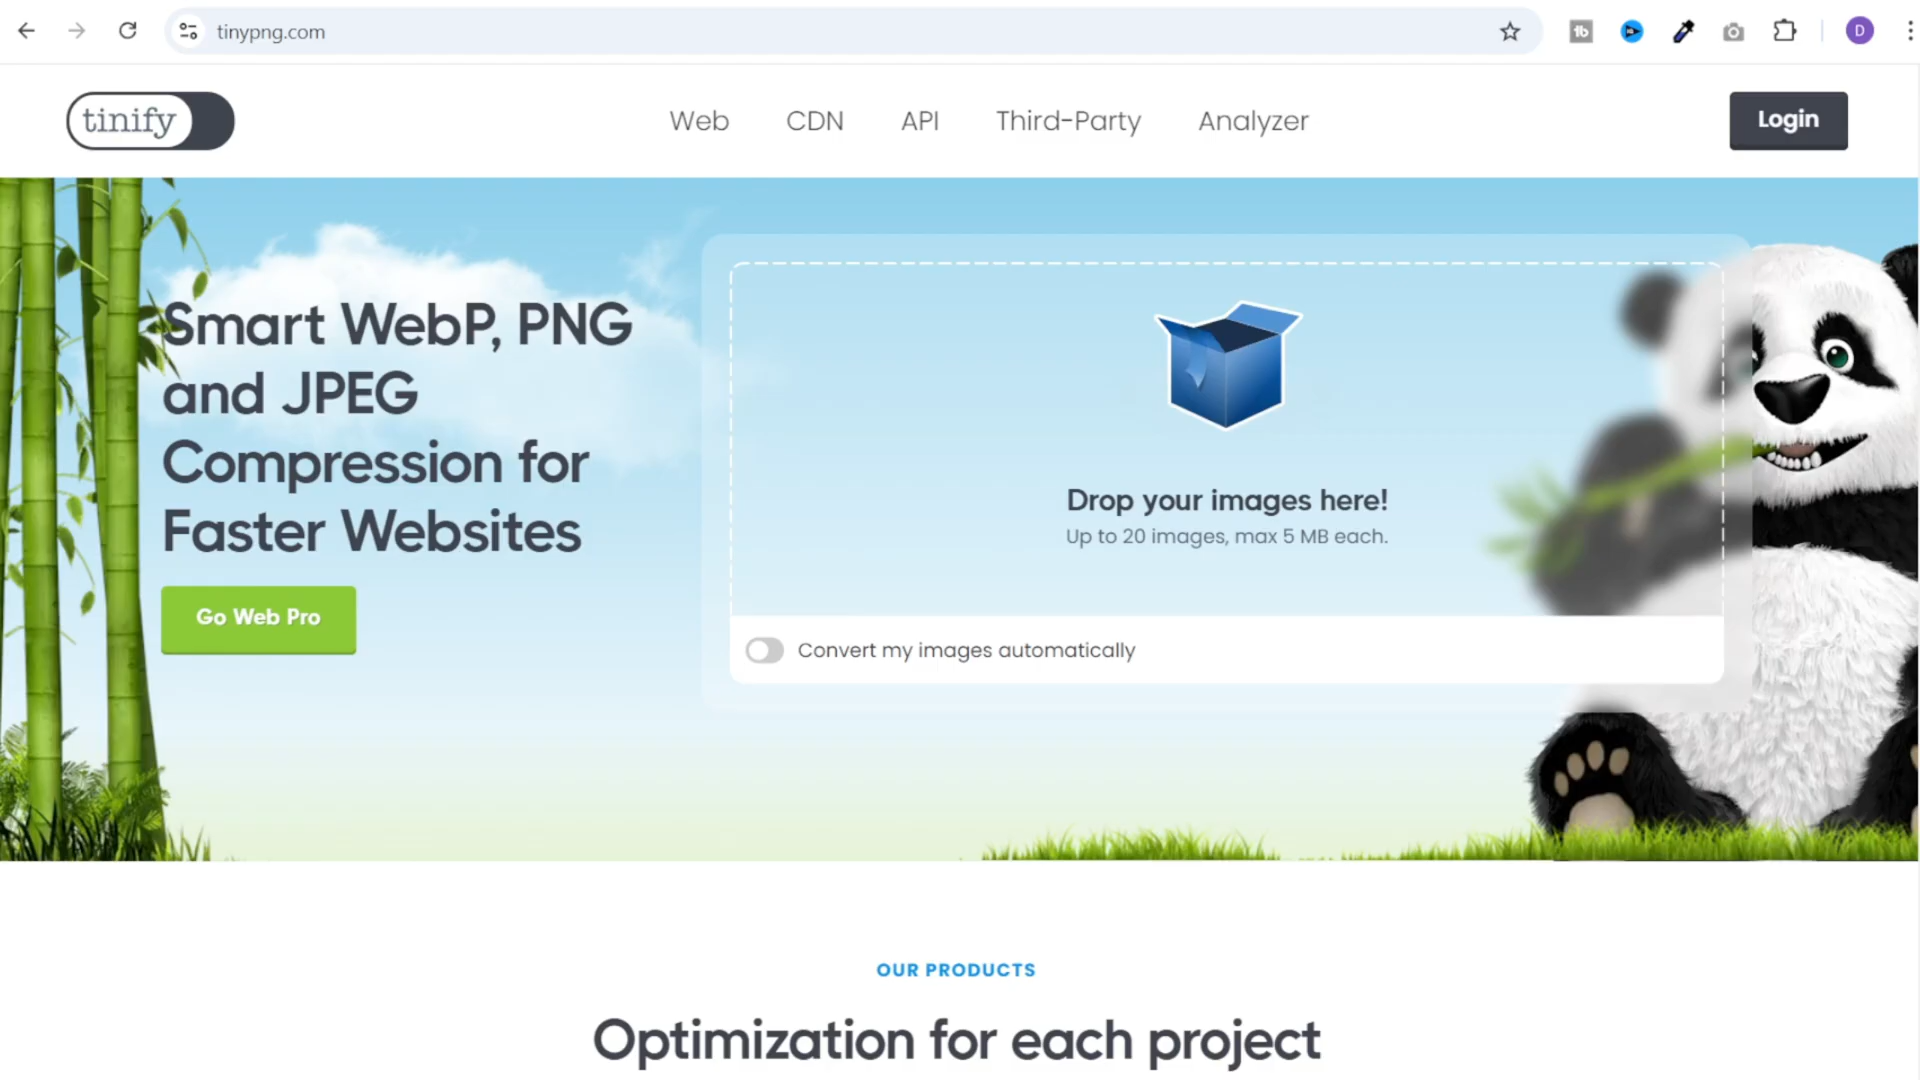 tinypng.com
tb
D
tinify
Web
CDN
API
Third-Party
Analyzer
Login
Smart WebP, PNG
and JPEG
Compression for
Faster Websites
Go Web Pro
Drop your images here!
Up to 20 images, max 5 MB each.
Convert my images automatically
OUR PRODUCTS
Optimization for each project